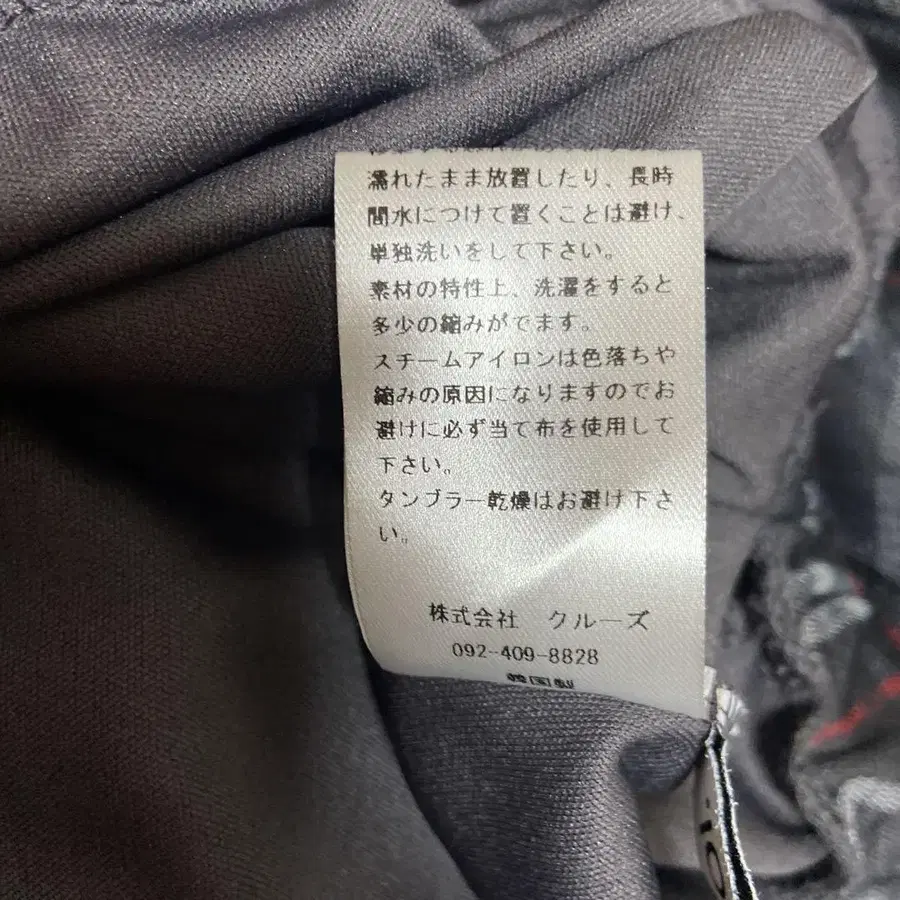 濡れたまま放置したり、長時
間水につけて置くことは避け、
単独洗いをして下さい。
素材の特性上、洗濯をすると
多少の縮みがでます。
スチームアイロンは色落ちや
縮みの原因になりますのでお
避けに必ず当て布を使用して
下さい。
タンブラー乾燥はお避け下さ
い。
株式会社 クルーズ
092-409-8828
韓国製